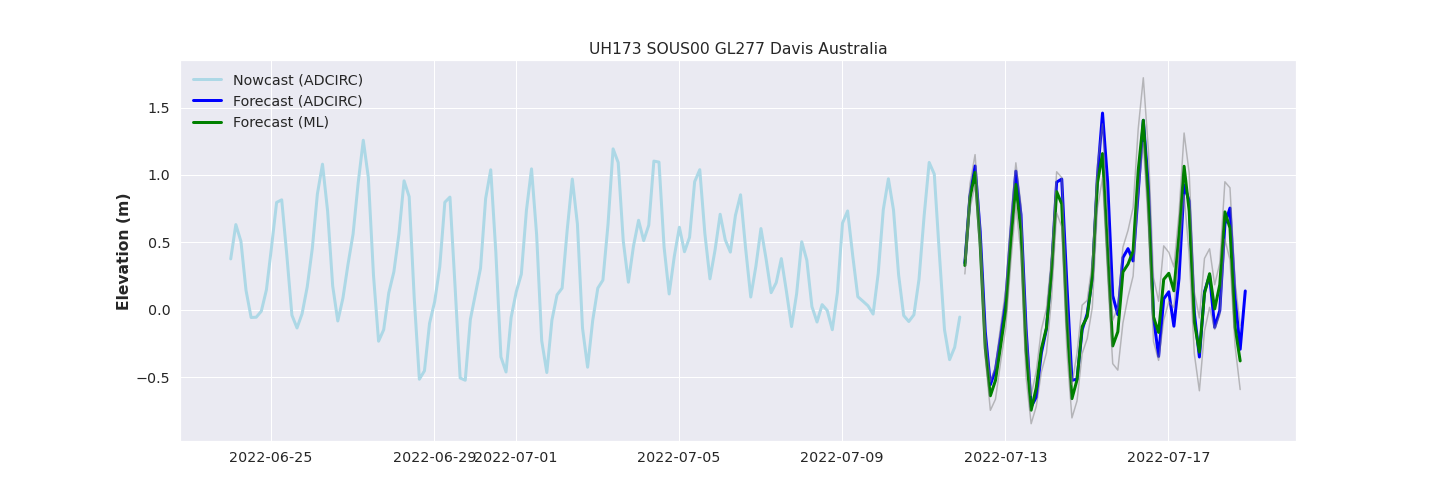 UH173 SOUS00 GL277 Davis Australia
Nowcast (ADCIRC)
Forecast (ADCIRC)
Forecast (ML)
Elevation (m)
1.5
1.0
0.5
0.0
−0.5
2022-06-25 2022-06-29 2022-07-01 2022-07-05 2022-07-09 2022-07-13 2022-07-17